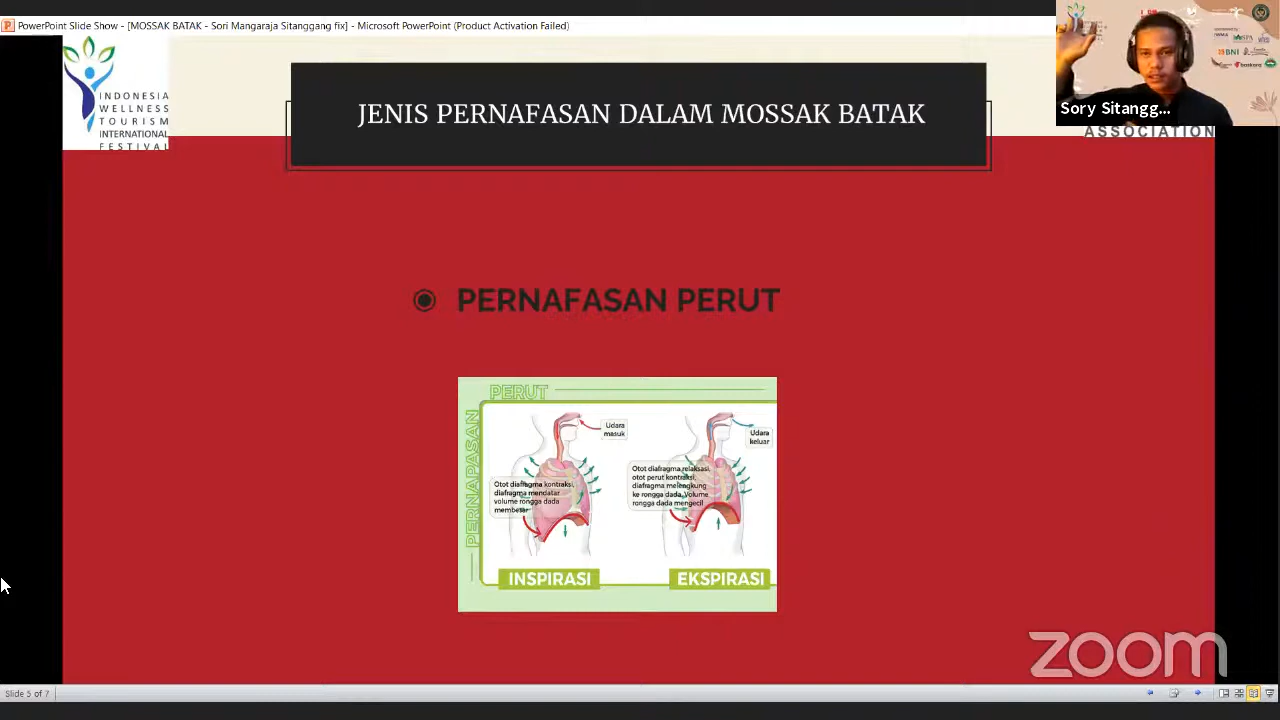 PowerPoint Slide Show - [MOSSAK BATAK - Sori Mangaraja Sitanggang fix] - Microsoft PowerPoint (Product Activation Failed)
INDONESIA
WELLNESS
TOURISM
INTERNATIONAL
FESTIVAL
JENIS PERNAFASAN DALAM MOSSAK BATAK
BNI
Sory Sitangg...
ASSOCIATION
PERNAFASAN PERUT
PERUT
PERNAPASAN
Udara
masuk
Otot diafragma kontraksi,
diafragma mendatar
volume rongga dada
membesar
INSPIRASI
Udara
keluar
Otot diafragma relaksasi,
otot perut kontraksi,
diafragma melengkung
ke rongga dada. Volume
rongga dada mengecil
EKSPIRASI
zoom
Slide 5 of 7